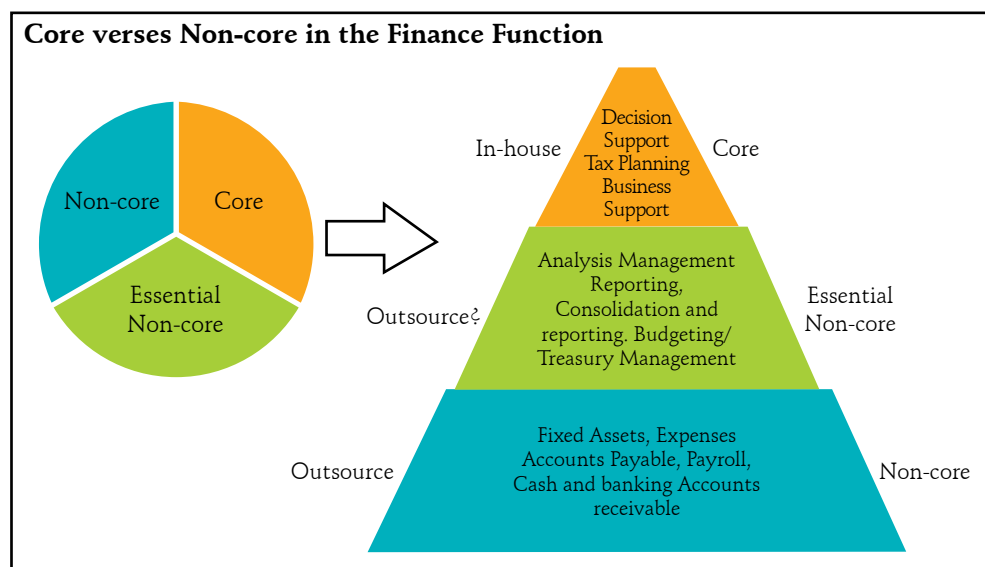 Core verses Non-core in the Finance Function
Non-core
Core
Essential
Non-core
In-house
Decision
Support
Tax Planning
Business
Support
Core
Outsource?
Analysis Management
Reporting,
Consolidation and
reporting. Budgeting/
Treasury Management
Essential
Non-core
Outsource
Fixed Assets, Expenses
Accounts Payable, Payroll,
Cash and banking Accounts
receivable
Non-core